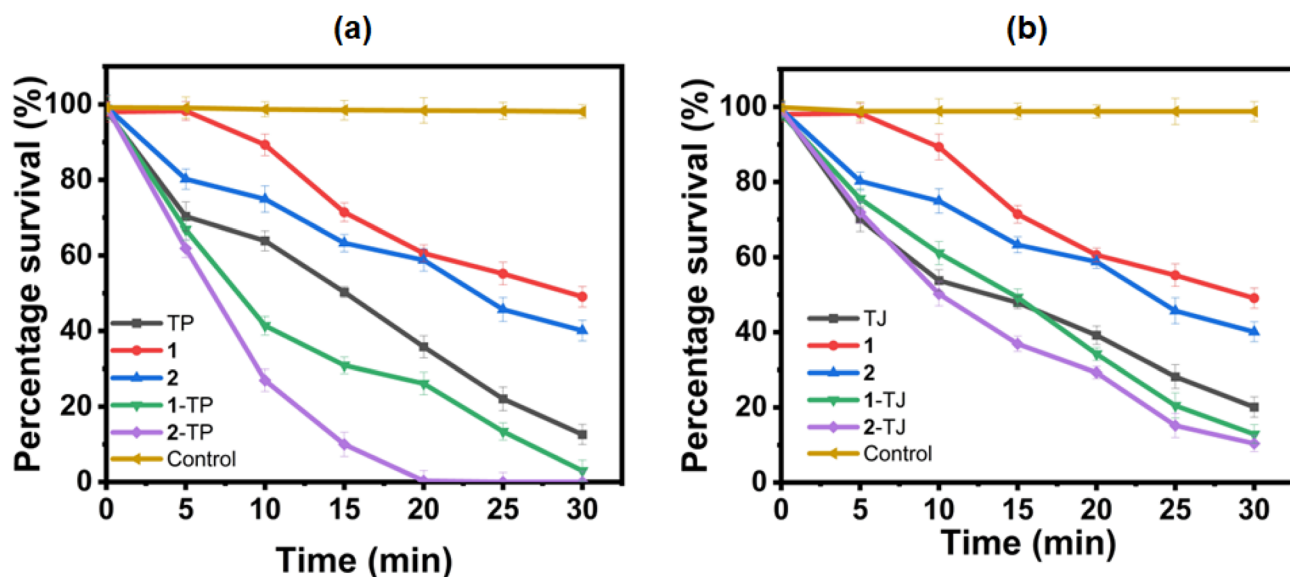 (a)
Percentage survival (%)
100
80
60
40
20
0
TP
1
2
1-TP
2-TP
Control
0 5 10 15 20 25 30
Time (min)
(b)
Percentage survival (%)
100
80
60
40
20
0
TJ
1
2
1-TJ
2-TJ
Control
0 5 10 15 20 25 30
Time (min)